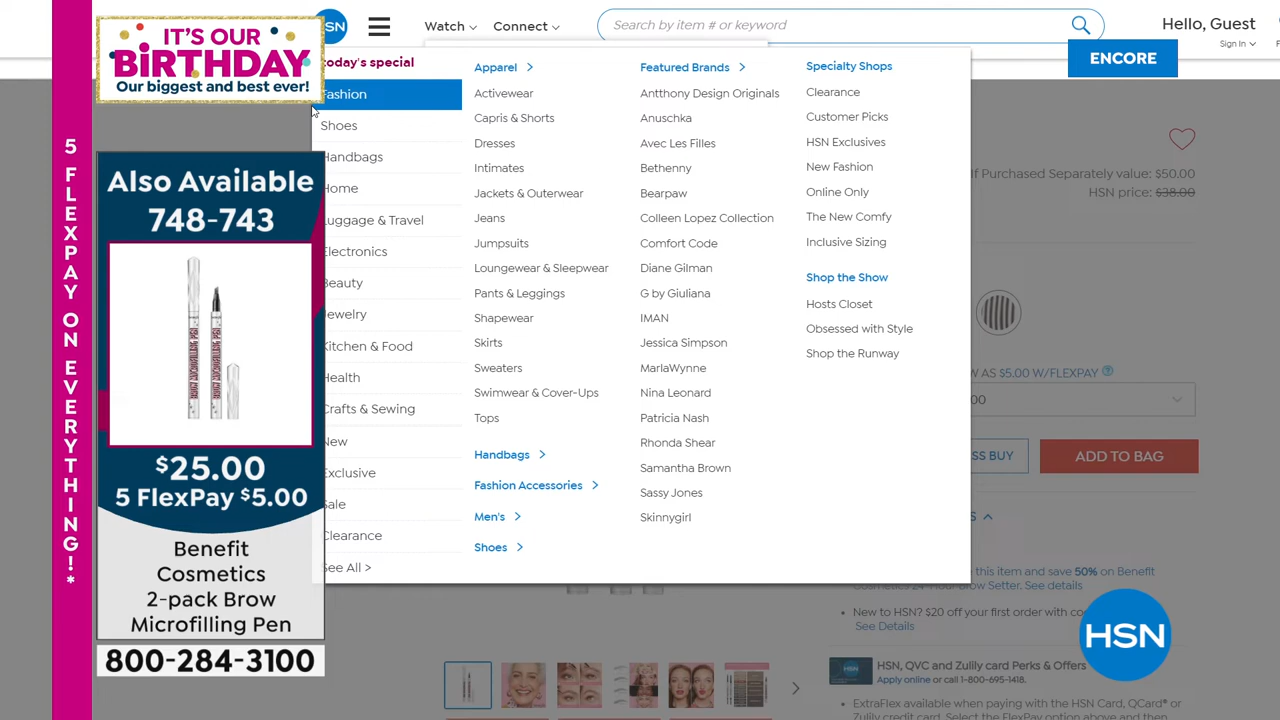 HSN
Watch
Connect
Search by item # or keyword
Hello, Guest
Sign In
ENCORE
IT'S OUR
BiRTHDAY
Our biggest and best ever!
5 FLEXPAY ON EVERYTHING!*
Also Available
748-743
$25.00
5 FlexPay $5.00
Benefit
Cosmetics
2-pack Brow
Microfilling Pen
800-284-3100
today's special
Fashion
Shoes
Handbags
Home
Luggage & Travel
Electronics
Beauty
Jewelry
Kitchen & Food
Health
Crafts & Sewing
New
Exclusive
Sale
Clearance
See All >
Apparel
Activewear
Capris & Shorts
Dresses
Intimates
Jackets & Outerwear
Jeans
Jumpsuits
Loungewear & Sleepwear
Pants & Leggings
Shapewear
Skirts
Sweaters
Swimwear & Cover-Ups
Tops
Handbags
Fashion Accessories
Men's
Shoes
Featured Brands
Antthony Design Originals
Anuschka
Avec Les Filles
Bethenny
Bearpaw
Colleen Lopez Collection
Comfort Code
Diane Gilman
G by Giuliana
IMAN
Jessica Simpson
MarlaWynne
Nina Leonard
Patricia Nash
Rhonda Shear
Samantha Brown
Sassy Jones
Skinnygirl
Specialty Shops
Clearance
Customer Picks
HSN Exclusives
New Fashion
Online Only
The New Comfy
Inclusive Sizing
Shop the Show
Hosts Closet
Obsessed with Style
Shop the Runway
If Purchased Separately value: $50.00
HSN price: $38.00
AS $5.00 W/FLEXPAY
00
SS BUY
ADD TO BAG
S
this item and save 50% on Benefit
Cosmetics 24-Hour Brow Setter. See details
New to HSN? $20 off your first order with
See Details
HSN
HSN, QVC and Zulily card Perks & Offers
Apply online or call 1-800-695-1418.
ExtraFlex available when paying with the HSN Card, QCard® or
Zulily credit card. Select the FlexPay option above and then